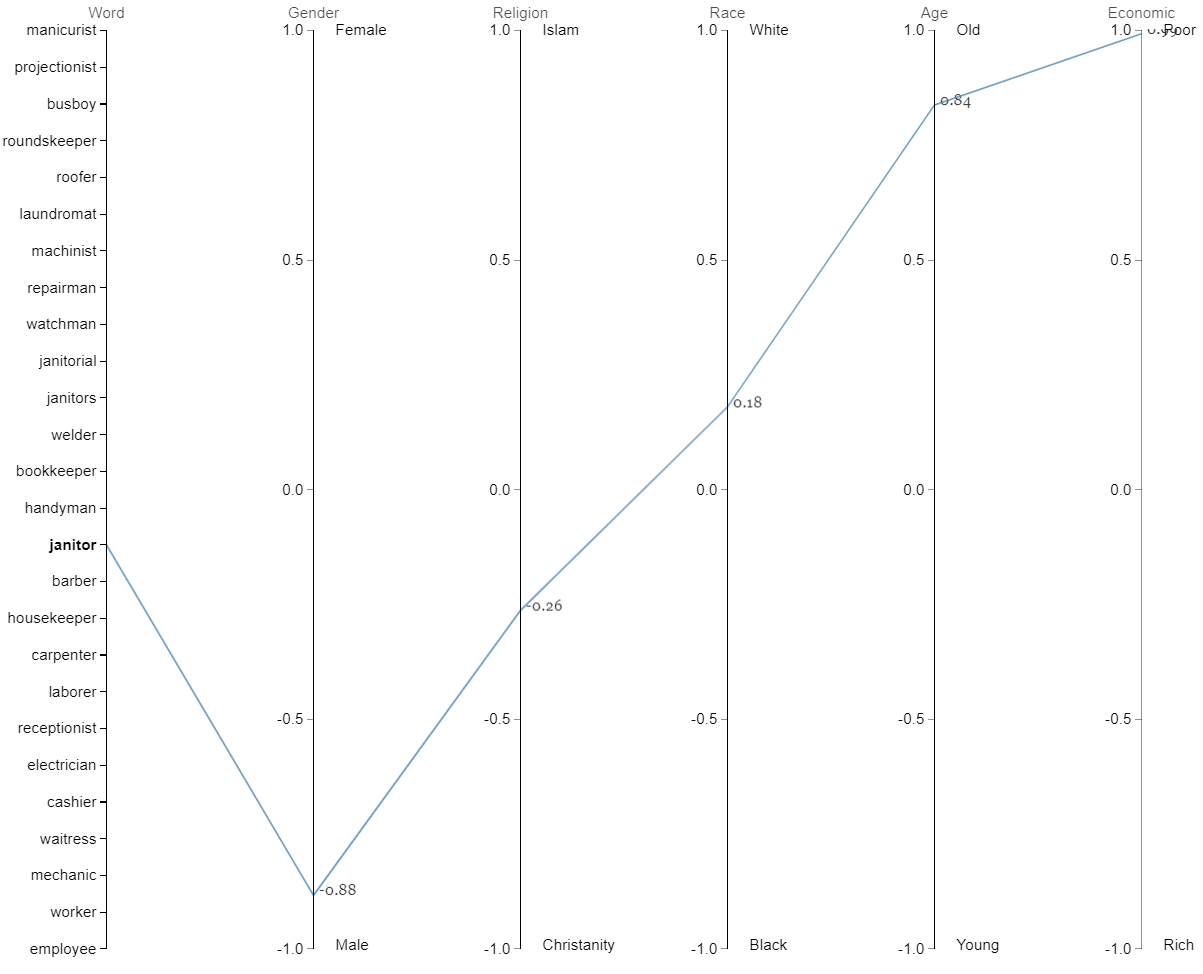 Word Gender Religion Race Age Economic
manicurist 1.0 Female 1.0 Islam 1.0 White 1.0 Old 1.0 0.99 Poor
projectionist
busboy 0.84
roundskeeper
roofer
laundromat
machinist 0.5 0.5 0.5 0.5 0.5
repairman
watchman
janitorial
janitors 0.18
welder
bookkeeper 0.0 0.0 0.0 0.0 0.0
handyman
janitor
barber
housekeeper -0.26
carpenter
laborer
receptionist -0.5 -0.5 -0.5 -0.5 -0.5
electrician
cashier
waitress
mechanic -0.88
worker
employee -1.0 Male -1.0 Christanity -1.0 Black -1.0 Young -1.0 Rich